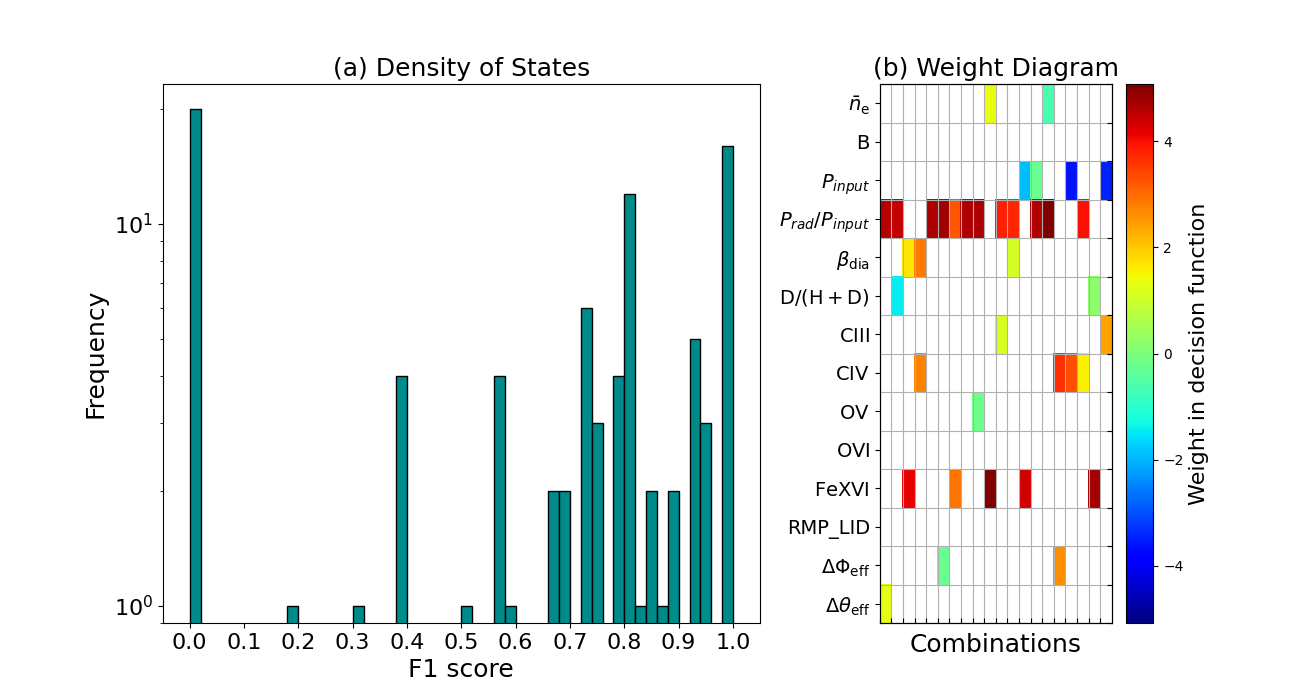 (a) Density of States
Frequency
10¹
10⁰
0.0 0.1 0.2 0.3 0.4 0.5 0.6 0.7 0.8 0.9 1.0
F1 score
(b) Weight Diagram
n̄ₑ
B
P_input
P_rad/P_input
β_dia
D/(H + D)
CIII
CIV
OV
OVI
FeXVI
RMP_LID
ΔΦ_eff
Δθ_eff
Combinations
4
2
0
−2
−4
Weight in decision function